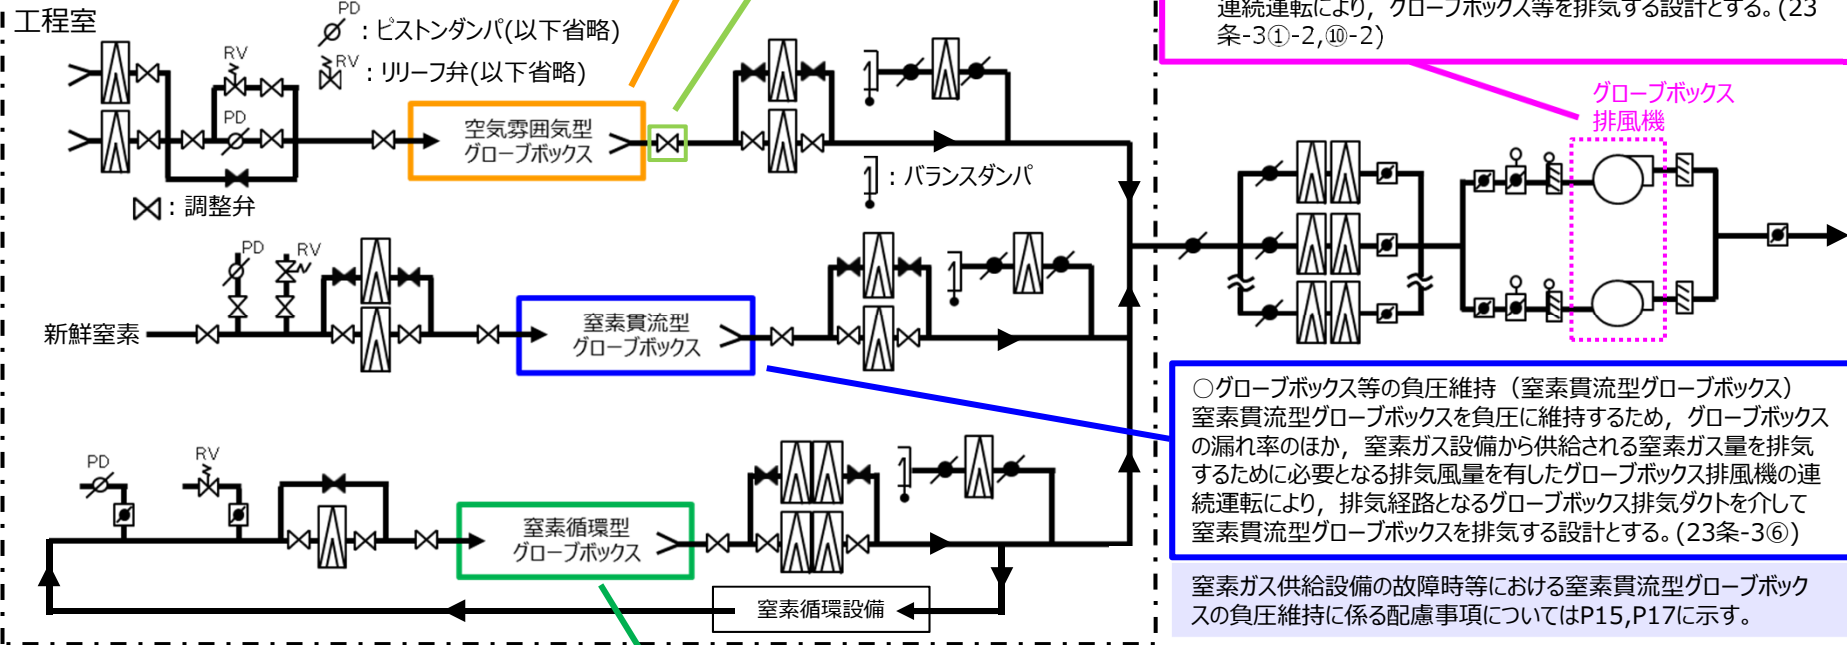 工程室
PD
：ピストンダンパ(以下省略)
RV
：リリーフ弁(以下省略)
RV
PD
空気雰囲気型
グローブボックス
：バランスダンパ
：調整弁
連続運転により，グローブボックス等を排気する設計とする。(23
条-3①-2,⑩-2)
グローブボックス
排風機
PD
RV
新鮮窒素
窒素貫流型
グローブボックス
○グローブボックス等の負圧維持（窒素貫流型グローブボックス）
窒素貫流型グローブボックスを負圧に維持するため，グローブボックス
の漏れ率のほか，窒素ガス設備から供給される窒素ガス量を排気
するために必要となる排気風量を有したグローブボックス排風機の連
続運転により，排気経路となるグローブボックス排気ダクトを介して
窒素貫流型グローブボックスを排気する設計とする。(23条-3⑥)
PD
RV
窒素循環型
グローブボックス
窒素循環設備
窒素ガス供給設備の故障時等における窒素貫流型グローブボック
スの負圧維持に係る配慮事項についてはP15,P17に示す。